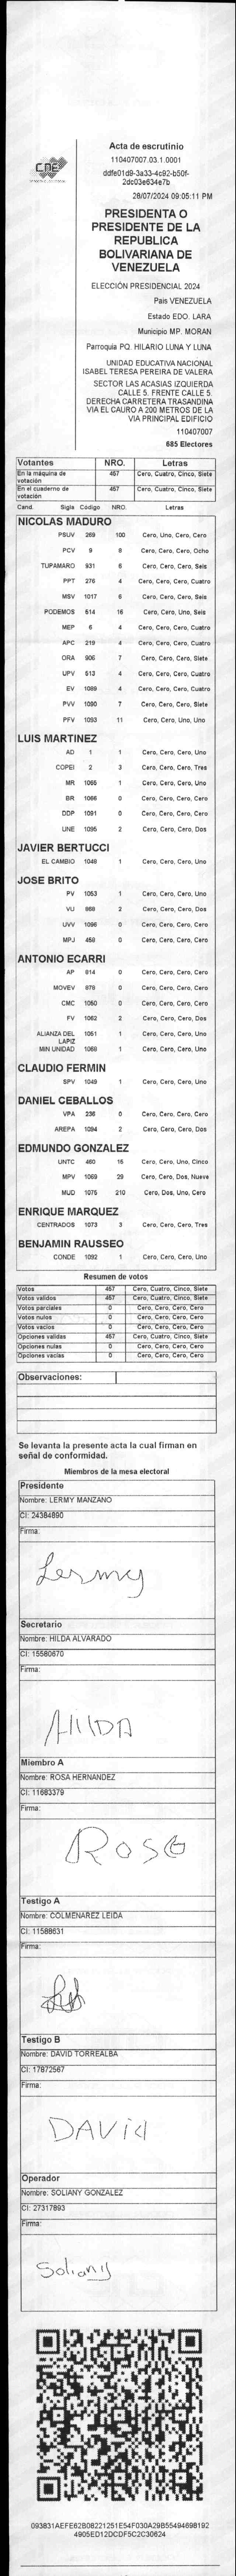 CNE
Acta de escrutinio
110407007.03.1.0001
ddfe01d9-3a33-4c92-b50f-
2dc03e634e7b
28/07/2024 09:05:11 PM
PRESIDENTA O
PRESIDENTE DE LA
REPUBLICA
BOLIVARIANA DE
VENEZUELA
ELECCIÓN PRESIDENCIAL 2024
Pais VENEZUELA
Estado EDO. LARA
Municipio MP. MORAN
Parroquia PQ. HILARIO LUNA Y LUNA
UNIDAD EDUCATIVA NACIONAL
ISABEL TERESA PEREIRA DE VALERA
SECTOR LAS ACASIAS IZQUIERDA
CALLE 5. FRENTE CALLE 5.
DERECHA CARRETERA TRASANDINA
VIA EL CAURO A 200 METROS DE LA
VIA PRINCIPAL EDIFICIO
110407007
685 Electores
Votantes NRO. Letras
En la máquina de votación 457 Cero, Cuatro, Cinco, Siete
En el cuaderno de votación 457 Cero, Cuatro, Cinco, Siete
Cand. Sigla Código NRO. Letras
NICOLAS MADURO
PSUV 269 100 Cero, Uno, Cero, Cero
PCV 9 8 Cero, Cero, Cero, Ocho
TUPAMARO 931 6 Cero, Cero, Cero, Seis
PPT 276 4 Cero, Cero, Cero, Cuatro
MSV 1017 6 Cero, Cero, Cero, Seis
PODEMOS 514 16 Cero, Cero, Uno, Seis
MEP 6 4 Cero, Cero, Cero, Cuatro
APC 219 4 Cero, Cero, Cero, Cuatro
ORA 906 7 Cero, Cero, Cero, Siete
UPV 513 4 Cero, Cero, Cero, Cuatro
EV 1089 4 Cero, Cero, Cero, Cuatro
PVV 1090 7 Cero, Cero, Cero, Siete
PFV 1093 11 Cero, Cero, Uno, Uno
LUIS MARTINEZ
AD 1 1 Cero, Cero, Cero, Uno
COPEI 2 3 Cero, Cero, Cero, Tres
MR 1066 1 Cero, Cero, Cero, Uno
BR 1086 0 Cero, Cero, Cero, Cero
DDP 1091 0 Cero, Cero, Cero, Cero
UNE 1095 2 Cero, Cero, Cero, Dos
JAVIER BERTUCCI
EL CAMBIO 1048 1 Cero, Cero, Cero, Uno
JOSE BRITO
PV 1053 1 Cero, Cero, Cero, Uno
VU 868 2 Cero, Cero, Cero, Dos
UVV 1096 0 Cero, Cero, Cero, Cero
MPJ 458 0 Cero, Cero, Cero, Cero
ANTONIO ECARRI
AP 914 0 Cero, Cero, Cero, Cero
MOVEV 879 0 Cero, Cero, Cero, Cero
CMC 1050 0 Cero, Cero, Cero, Cero
FV 1062 2 Cero, Cero, Cero, Dos
ALIANZA DEL LAPIZ 1051 1 Cero, Cero, Cero, Uno
MIN UNIDAD 1068 1 Cero, Cero, Cero, Uno
CLAUDIO FERMIN
SPV 1049 1 Cero, Cero, Cero, Uno
DANIEL CEBALLOS
VPA 236 0 Cero, Cero, Cero, Cero
AREPA 1094 2 Cero, Cero, Cero, Dos
EDMUNDO GONZALEZ
UNTC 460 15 Cero, Cero, Uno, Cinco
MPV 1069 29 Cero, Cero, Dos, Nueve
MUD 1075 210 Cero, Dos, Uno, Cero
ENRIQUE MARQUEZ
CENTRADOS 1073 3 Cero, Cero, Cero, Tres
BENJAMIN RAUSSEO
CONDE 1092 1 Cero, Cero, Cero, Uno
Resumen de votos
Votos 457 Cero, Cuatro, Cinco, Siete
Votos validos 457 Cero, Cuatro, Cinco, Siete
Votos parciales 0 Cero, Cero, Cero, Cero
Votos nulos 0 Cero, Cero, Cero, Cero
Votos vacios 0 Cero, Cero, Cero, Cero
Opciones validas 457 Cero, Cuatro, Cinco, Siete
Opciones nulas 0 Cero, Cero, Cero, Cero
Opciones vacias 0 Cero, Cero, Cero, Cero
Observaciones:
Se levanta la presente acta la cual firman en
señal de conformidad.
Miembros de la mesa electoral
Presidente
Nombre: LERMY MANZANO
CI: 24384890
Firma:
Lermy
Secretario
Nombre: HILDA ALVARADO
CI: 15580670
Firma:
HILDA
Miembro A
Nombre: ROSA HERNANDEZ
CI: 11683379
Firma:
Rosa
Testigo A
Nombre: COLMENAREZ LEIDA
CI: 11588631
Firma:
Testigo B
Nombre: DAVID TORREALBA
CI: 17872567
Firma:
DAVid
Operador
Nombre: SOLIANY GONZALEZ
CI: 27317893
Firma:
Soliany
093831AEFE62B08221251E54F030A29B55494698192
4905ED12DCDF5C2C30624